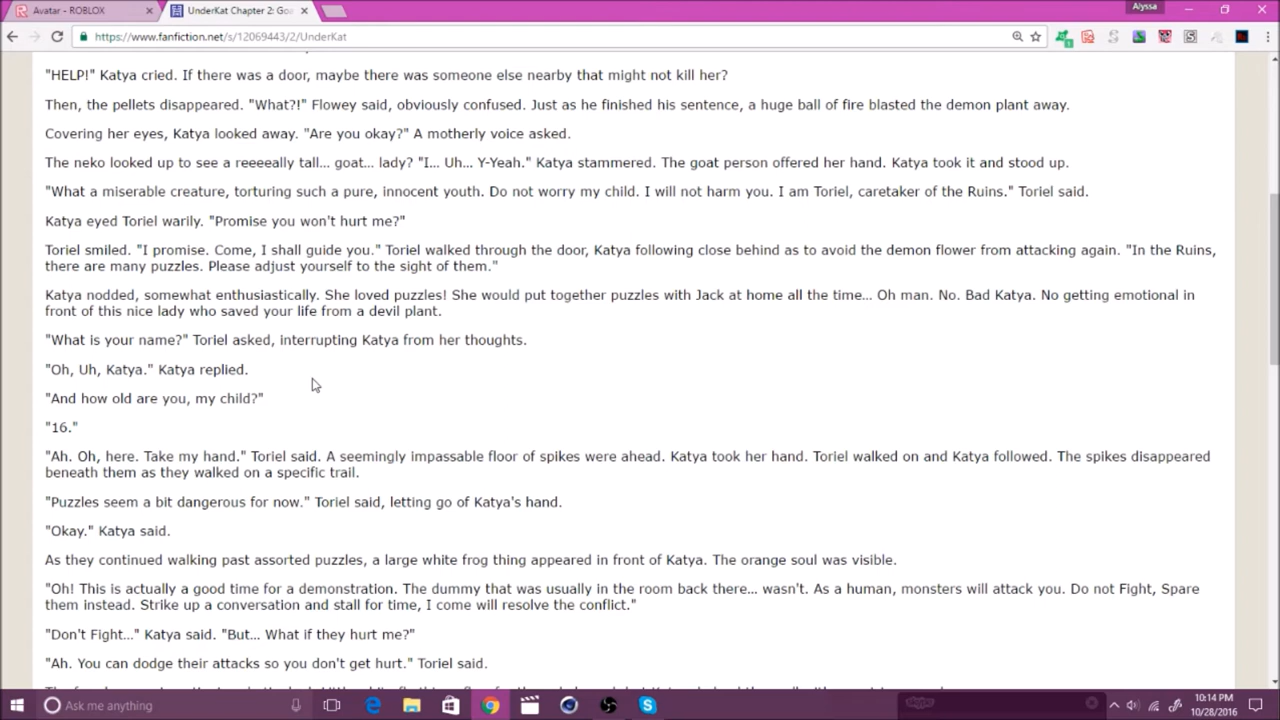 Avatar - ROBLOX
UnderKat Chapter 2: Goa
Alyssa
https://www.fanfiction.net/s/12069443/2/UnderKat
"HELP!" Katya cried. If there was a door, maybe there was someone else nearby that might not kill her?
Then, the pellets disappeared. "What?!" Flowey said, obviously confused. Just as he finished his sentence, a huge ball of fire blasted the demon plant away.
Covering her eyes, Katya looked away. "Are you okay?" A motherly voice asked.
The neko looked up to see a reeeeally tall... goat... lady? "I... Uh... Y-Yeah." Katya stammered. The goat person offered her hand. Katya took it and stood up.
"What a miserable creature, torturing such a pure, innocent youth. Do not worry my child. I will not harm you. I am Toriel, caretaker of the Ruins." Toriel said.
Katya eyed Toriel warily. "Promise you won't hurt me?"
Toriel smiled. "I promise. Come, I shall guide you." Toriel walked through the door, Katya following close behind as to avoid the demon flower from attacking again. "In the Ruins,
there are many puzzles. Please adjust yourself to the sight of them."
Katya nodded, somewhat enthusiastically. She loved puzzles! She would put together puzzles with Jack at home all the time... Oh man. No. Bad Katya. No getting emotional in
front of this nice lady who saved your life from a devil plant.
"What is your name?" Toriel asked, interrupting Katya from her thoughts.
"Oh, Uh, Katya." Katya replied.
"And how old are you, my child?"
"16."
"Ah. Oh, here. Take my hand." Toriel said. A seemingly impassable floor of spikes were ahead. Katya took her hand. Toriel walked on and Katya followed. The spikes disappeared
beneath them as they walked on a specific trail.
"Puzzles seem a bit dangerous for now." Toriel said, letting go of Katya's hand.
"Okay." Katya said.
As they continued walking past assorted puzzles, a large white frog thing appeared in front of Katya. The orange soul was visible.
"Oh! This is actually a good time for a demonstration. The dummy that was usually in the room back there... wasn't. As a human, monsters will attack you. Do not Fight, Spare
them instead. Strike up a conversation and stall for time, I come will resolve the conflict."
"Don't Fight..." Katya said. "But... What if they hurt me?"
"Ah. You can dodge their attacks so you don't get hurt." Toriel said.
Ask me anything
10:14 PM
10/28/2016